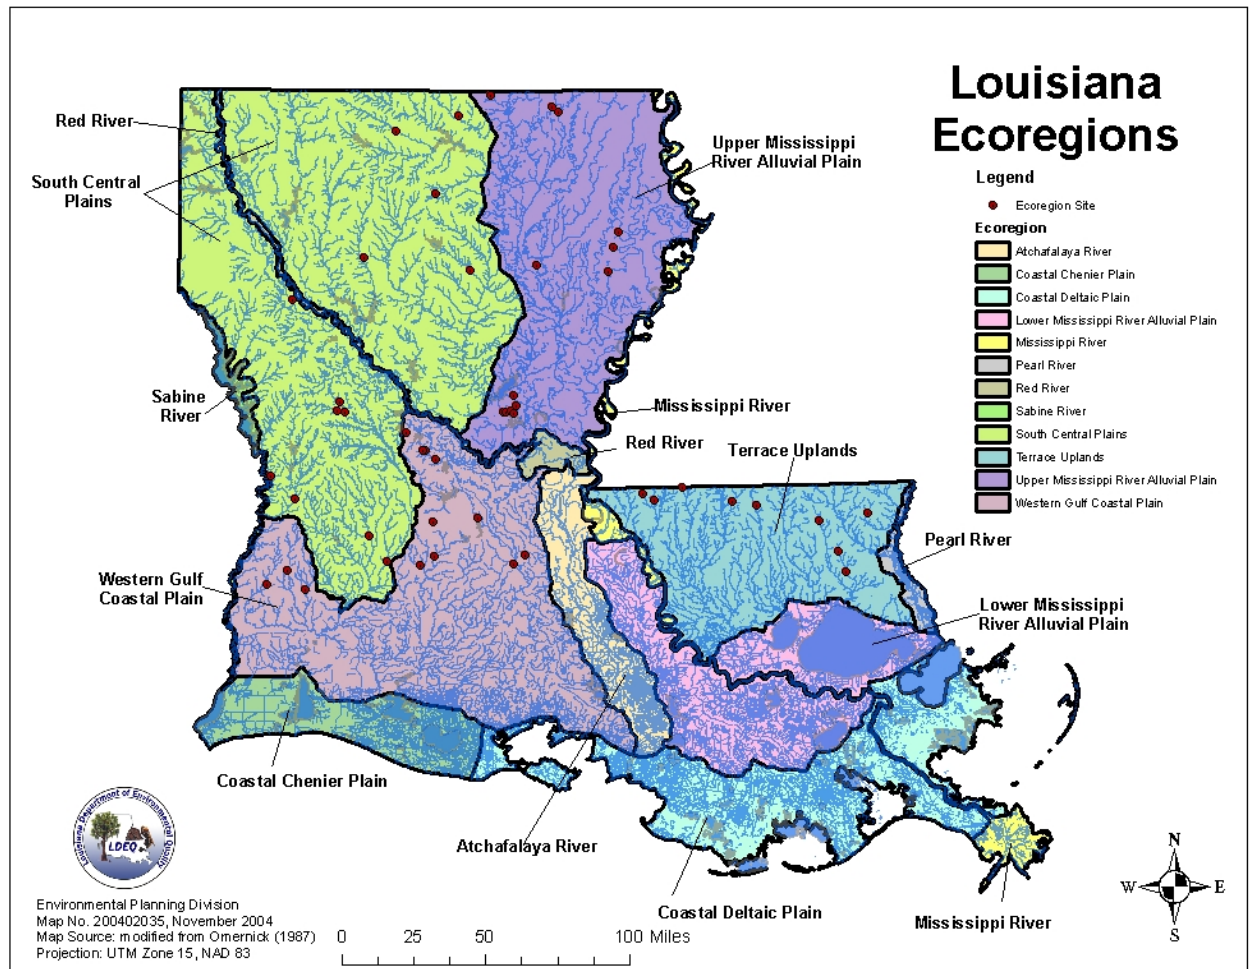 Louisiana
Ecoregions
Legend
Ecoregion Site
Ecoregion
Atchafalaya River
Coastal Chenier Plain
Coastal Deltaic Plain
Lower Mississippi River Alluvial Plain
Mississippi River
Pearl River
Red River
Sabine River
South Central Plains
Terrace Uplands
Upper Mississippi River Alluvial Plain
Western Gulf Coastal Plain
Red River
South Central
Plains
Upper Mississippi
River Alluvial Plain
Sabine
River
Mississippi River
Red River
Terrace Uplands
Pearl River
Western Gulf
Coastal Plain
Lower Mississippi
River Alluvial Plain
Coastal Chenier Plain
Atchafalaya River
Coastal Deltaic Plain
Mississippi River
Louisiana Department of Environmental Quality
LDEQ
Environmental Planning Division
Map No. 200402035, November 2004
Map Source: modified from Omernick (1987)
Projection: UTM Zone 15, NAD 83
0 25 50 100 Miles
N
W E
S